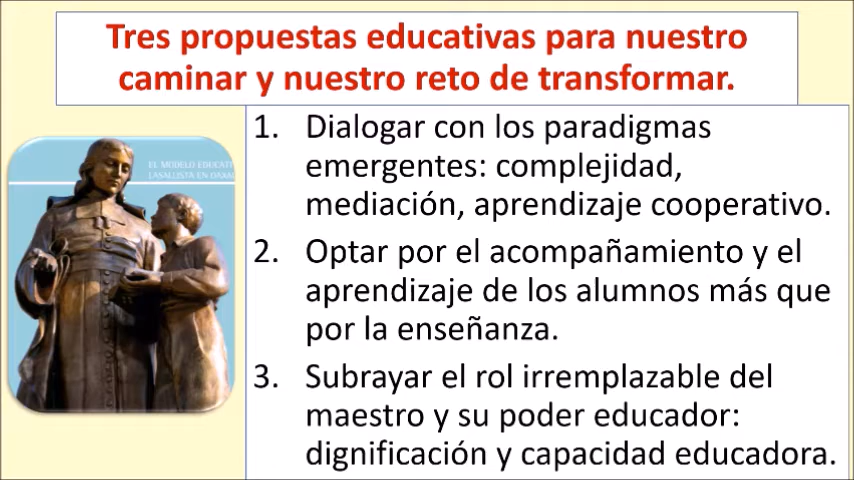 Tres propuestas educativas para nuestro
caminar y nuestro reto de transformar.
EL MODELO EDUCATI
LASALLISTA EN
1. Dialogar con los paradigmas
emergentes: complejidad,
mediación, aprendizaje cooperativo.
2. Optar por el acompañamiento y el
aprendizaje de los alumnos más que
por la enseñanza.
3. Subrayar el rol irremplazable del
maestro y su poder educador:
dignificación y capacidad educadora.